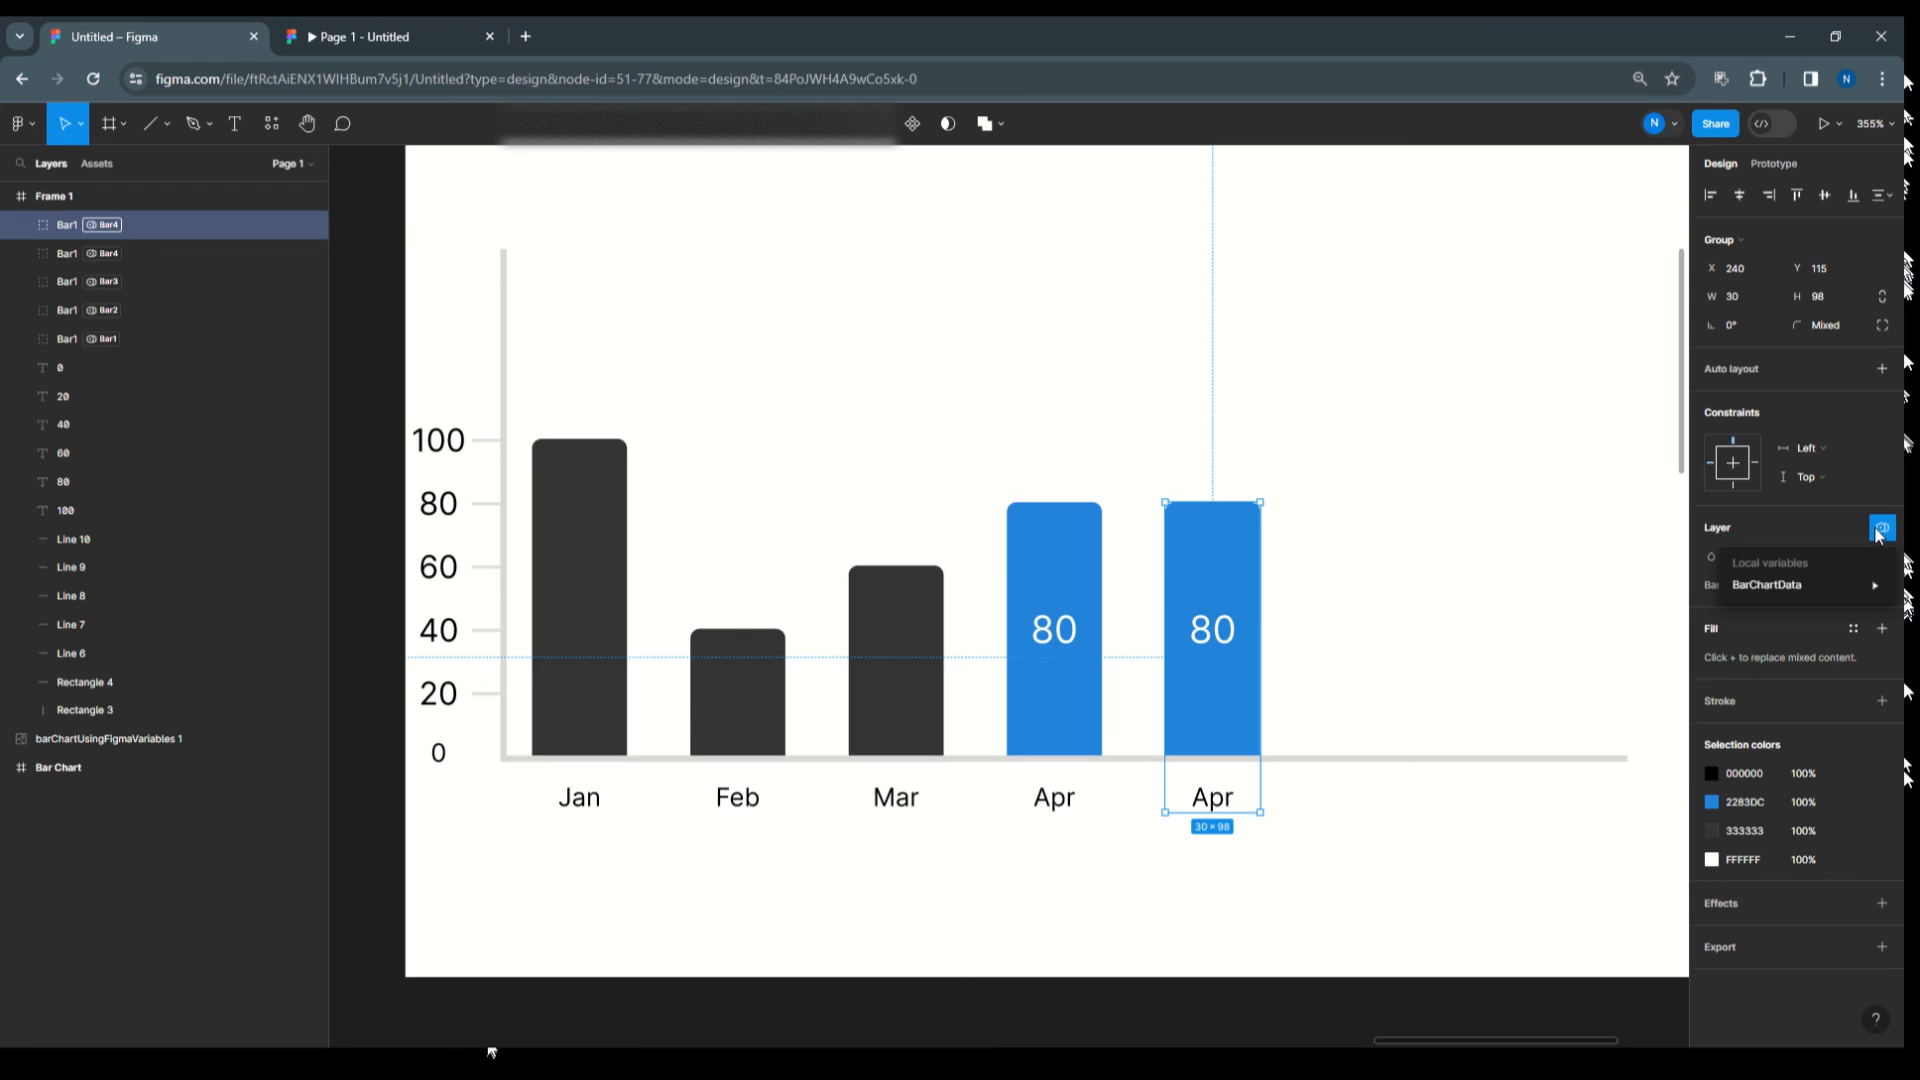 Untitled – Figma
Page 1 - Untitled
figma.com/file/ftRctAiENX1WIHBum7v5j1/Untitled?type=design&node-id=51-77&mode=design&t=84PoJWH4A9wCo5xk-0
N
N
Share
355%
Layers
Assets
Page 1
Frame 1
Bar1 Bar4
Bar1 Bar4
Bar1 Bar3
Bar1 Bar2
Bar1 Bar1
0
20
40
60
80
100
Line 10
Line 9
Line 8
Line 7
Line 6
Rectangle 4
Rectangle 3
barChartUsingFigmaVariables 1
Bar Chart
100
80
60
40
20
0
80
80
Jan
Feb
Mar
Apr
Apr
30 × 98
Design
Prototype
Group
X 240
Y 115
W 30
H 98
0°
Mixed
Auto layout
Constraints
Left
Top
Layer
Local variables
Bar
BarChartData
Fill
Click + to replace mixed content.
Stroke
Selection colors
000000 100%
2283DC 100%
333333 100%
FFFFFF 100%
Effects
Export
?